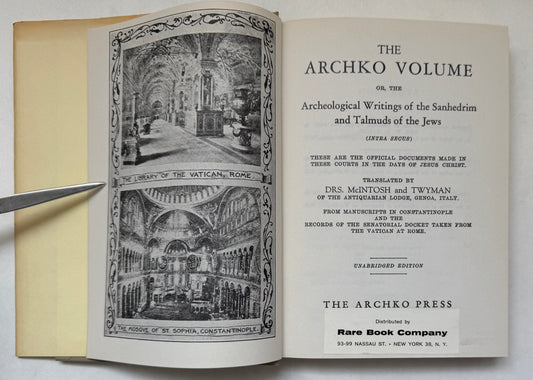 THE LIBRARY OF THE VATICAN, ROME.
THE MOSQVE OF ST. SOPHIA, CONSTANTINOPLE.
THE
ARCHKO VOLUME
OR, THE
Archeological Writings of the Sanhedrim
and Talmuds of the Jews
(INTRA SECUS)
THESE ARE THE OFFICIAL DOCUMENTS MADE IN
THESE COURTS IN THE DAYS OF JESUS CHRIST.
TRANSLATED BY
DRS. McINTOSH and TWYMAN
OF THE ANTIQUARIAN LODGE, GENOA, ITALY.
FROM MANUSCRIPTS IN CONSTANTINOPLE
AND THE
RECORDS OF THE SENATORIAL DOCKET TAKEN FROM
THE VATICAN AT ROME.
UNABRIDGED EDITION
THE ARCHKO PRESS
Distributed by
Rare Book Company
93-99 NASSAU ST. • NEW YORK 38, N. Y.